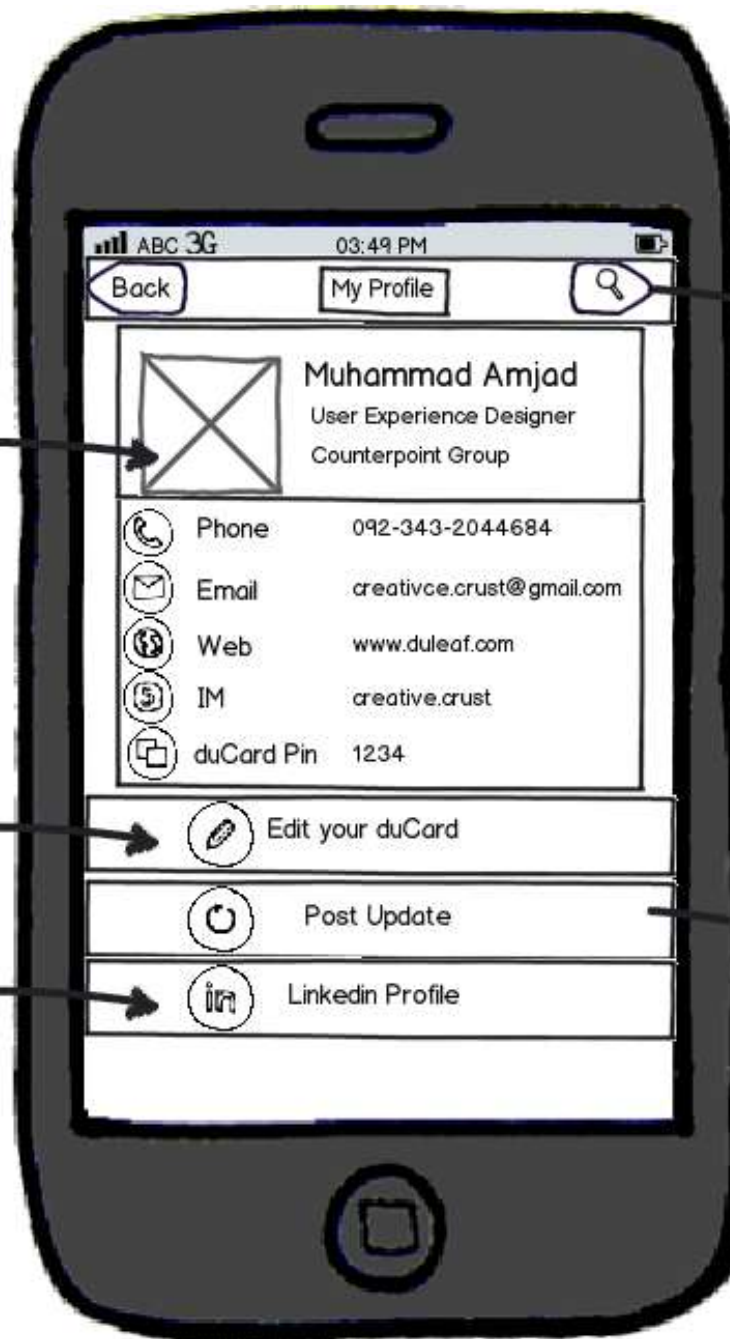 ABC 3G 03:49 PM
Back My Profile
Muhammad Amjad
User Experience Designer
Counterpoint Group
Phone 092-343-2044684
Email creativce.crust@gmail.com
Web www.duleaf.com
IM creative.crust
duCard Pin 1234
Edit your duCard
Post Update
in Linkedin Profile